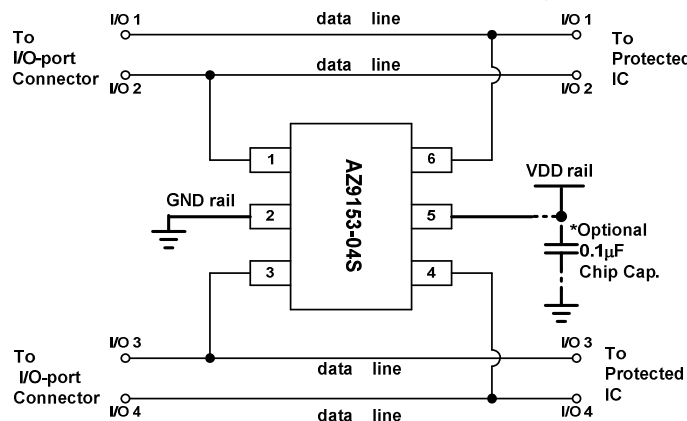 I/O 1 data line I/O 1
To
I/O-port
Connector
To
Protected
IC
I/O 2 data line I/O 2
1
6
AZ9153-04S
GND rail
2
5
VDD rail
*Optional
0.1µF
Chip Cap.
3
4
I/O 3 I/O 3
To
I/O-port
Connector
data line
To
Protected
IC
I/O 4 I/O 4
data line